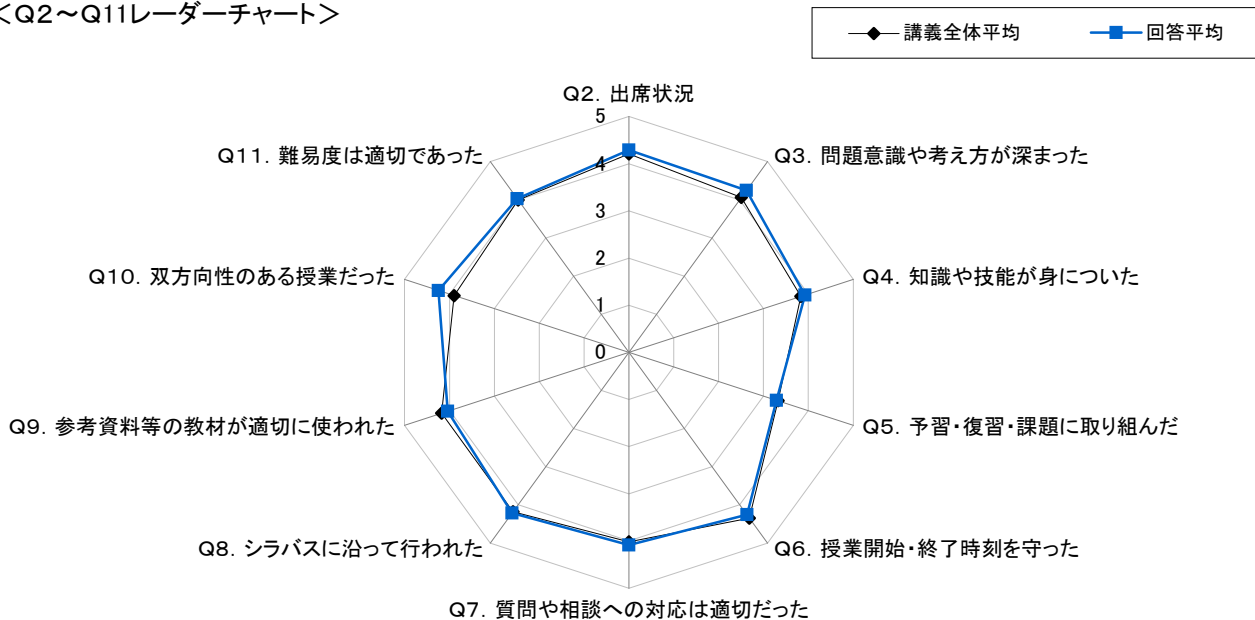 ＜Q2～Q11レーダーチャート＞
講義全体平均
回答平均
Q2．出席状況
Q3．問題意識や考え方が深まった
Q4．知識や技能が身についた
Q5．予習・復習・課題に取り組んだ
Q6．授業開始・終了時刻を守った
Q7．質問や相談への対応は適切だった
Q8．シラバスに沿って行われた
Q9．参考資料等の教材が適切に使われた
Q10．双方向性のある授業だった
Q11．難易度は適切であった
5
4
3
2
1
0